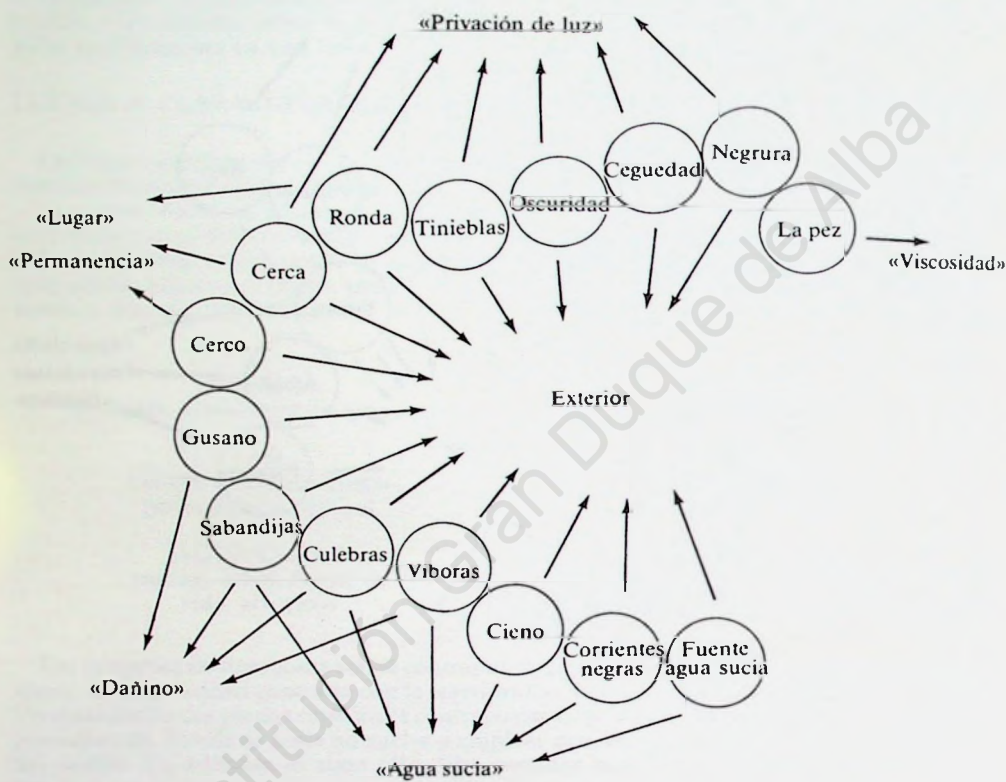 «Privación de luz»
Negrura
Ceguedad
Oscuridad
Tinieblas
Ronda
La pez
«Lugar»
«Viscosidad»
«Permanencia»
Cerca
Cerco
Exterior
Gusano
Sabandijas
Culebras
Víboras
Cieno
Corrientes
negras
Fuente
agua sucia
«Dañino»
«Agua sucia»
Institución Gran Duque de Alba